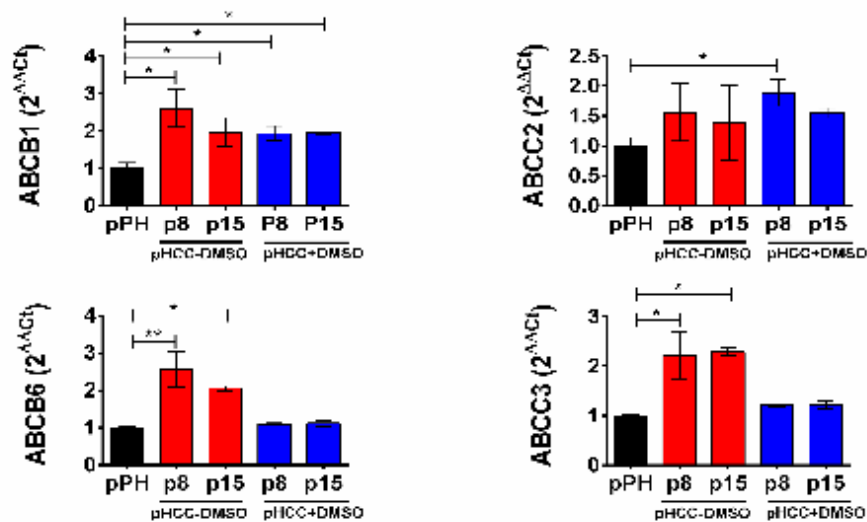 ABCB1 (2^ΛΛCt)
4
3
2
1
0
*
*
*
*
pPH p8 p15 P8 P15
pHCC-DMSO pHCC+DMSO
ABCC2 (2^ΔΔCt)
2.5
2.0
1.5
1.0
0.5
0.0
*
pPH p8 p15 p8 p15
pHCC-DMSO pHCC+DMSO
ABCB6 (2^ΛΛCt)
4
3
2
1
0
*
**
pPH p8 p15 p8 p15
pHCC-DMSO pHCC+DMSO
ABCC3 (2^ΛΛCt)
3
2
1
0
*
*
pPH p8 p15 p8 p15
pHCC-DMSO pHCC+DMSO